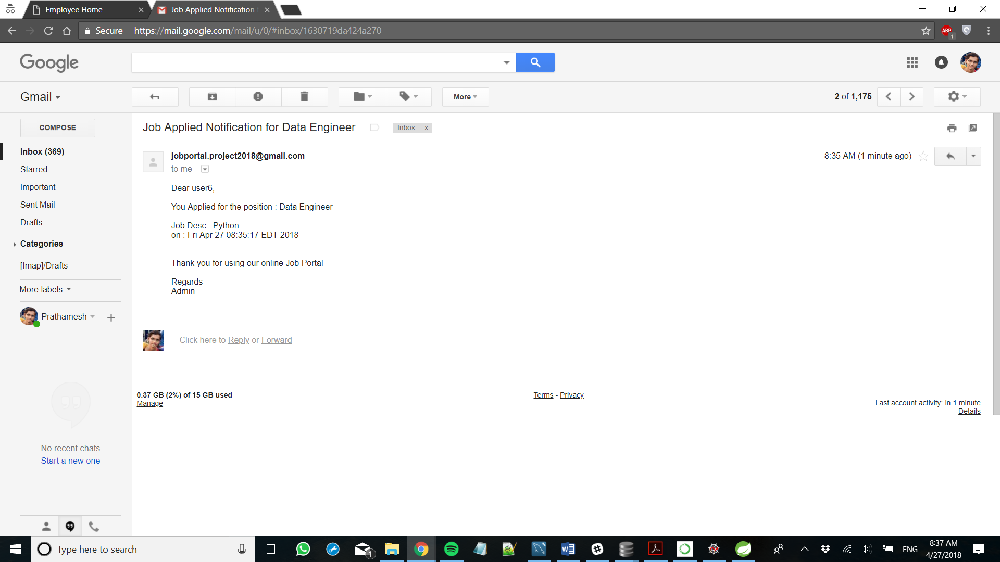 Employee Home
Job Applied Notification
Secure
https://mail.google.com/mail/u/0/#inbox/1630719da424a270
ABP
1
Google
Gmail
More
2 of 1,175
COMPOSE
Job Applied Notification for Data Engineer
Inbox x
Inbox (369)
jobportal.project2018@gmail.com
8:35 AM (1 minute ago)
to me
Starred
Important
Sent Mail
Drafts
Categories
[Imap]/Drafts
More labels
Prathamesh
Dear user6,
You Applied for the position : Data Engineer
Job Desc : Python
on : Fri Apr 27 08:35:17 EDT 2018
Thank you for using our online Job Portal
Regards
Admin
Click here to Reply or Forward
0.37 GB (2%) of 15 GB used
Manage
Terms - Privacy
Last account activity: in 1 minute
Details
No recent chats
Start a new one
Type here to search
1
ENG
8:37 AM
4/27/2018